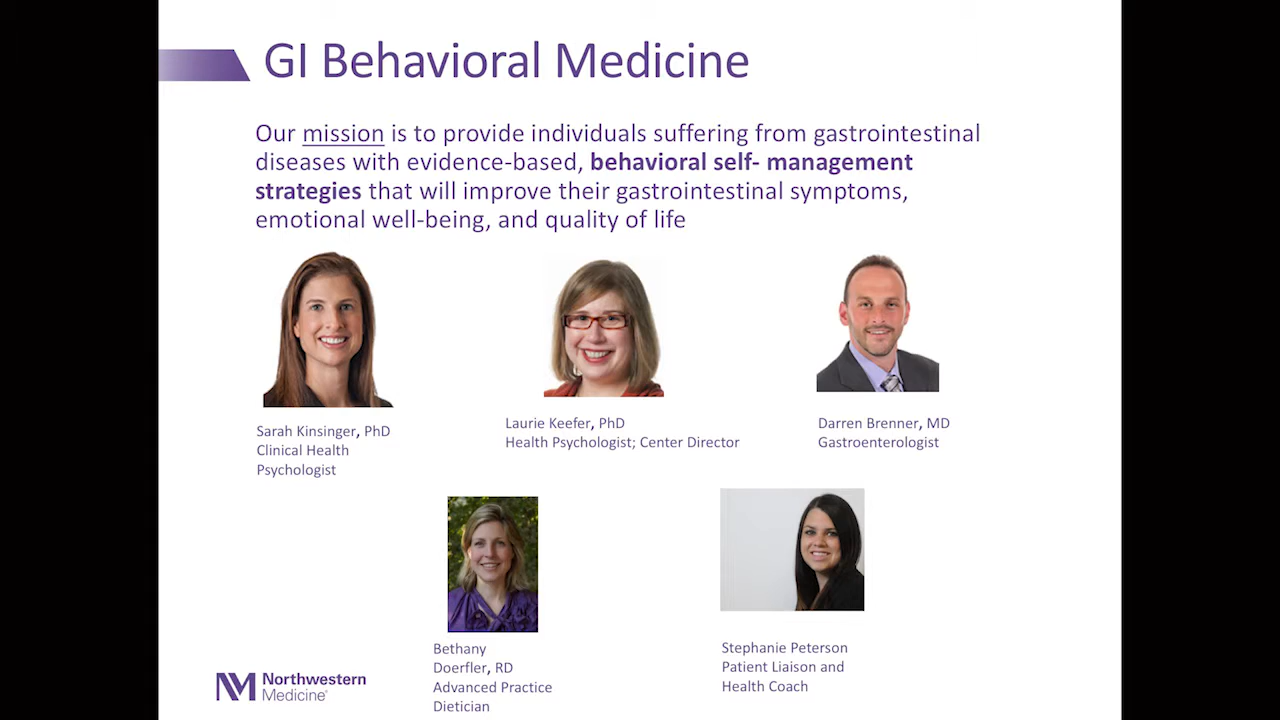 GI Behavioral Medicine
Our mission is to provide individuals suffering from gastrointestinal
diseases with evidence-based, behavioral self- management
strategies that will improve their gastrointestinal symptoms,
emotional well-being, and quality of life
Sarah Kinsinger, PhD
Clinical Health
Psychologist
Laurie Keefer, PhD
Health Psychologist; Center Director
Darren Brenner, MD
Gastroenterologist
Bethany
Doerfler, RD
Advanced Practice
Dietician
Stephanie Peterson
Patient Liaison and
Health Coach
NM Northwestern
Medicine